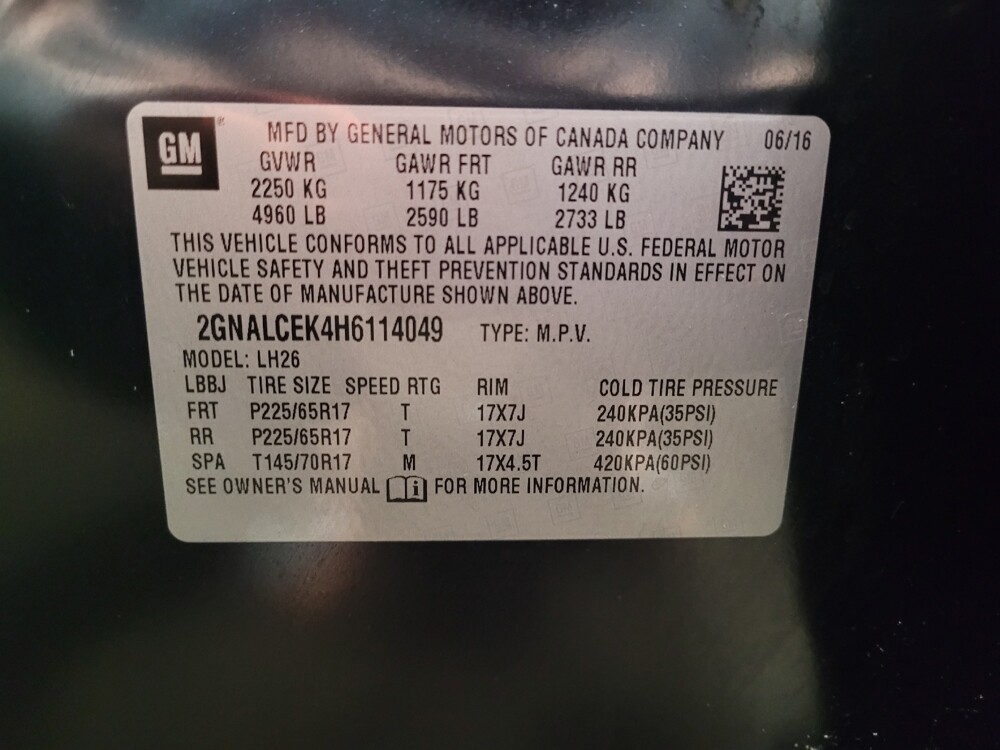 GM
MFD BY GENERAL MOTORS OF CANADA COMPANY 06/16
GVWR GAWR FRT GAWR RR
2250 KG 1175 KG 1240 KG
4960 LB 2590 LB 2733 LB
THIS VEHICLE CONFORMS TO ALL APPLICABLE U.S. FEDERAL MOTOR
VEHICLE SAFETY AND THEFT PREVENTION STANDARDS IN EFFECT ON
THE DATE OF MANUFACTURE SHOWN ABOVE.
2GNALCEK4H6114049 TYPE: M.P.V.
MODEL: LH26
LBBJ TIRE SIZE SPEED RTG RIM COLD TIRE PRESSURE
FRT P225/65R17 T 17X7J 240KPA(35PSI)
RR P225/65R17 T 17X7J 240KPA(35PSI)
SPA T145/70R17 M 17X4.5T 420KPA(60PSI)
SEE OWNER'S MANUAL i FOR MORE INFORMATION.